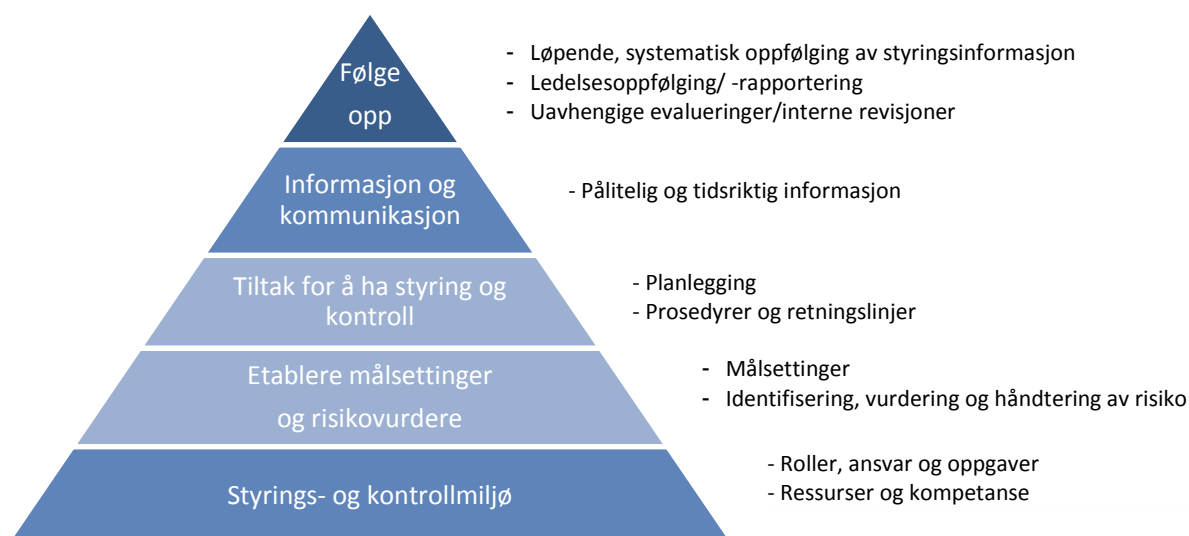 Følge
opp
- Løpende, systematisk oppfølging av styringsinformasjon
- Ledelsesoppfølging/ -rapportering
- Uavhengige evalueringer/interne revisjoner
Informasjon og
kommunikasjon
- Pålitelig og tidsriktig informasjon
Tiltak for å ha styring og
kontroll
- Planlegging
- Prosedyrer og retningslinjer
Etablere målsettinger
og risikovurdere
- Målsettinger
- Identifisering, vurdering og håndtering av risiko
Styrings- og kontrollmiljø
- Roller, ansvar og oppgaver
- Ressurser og kompetanse